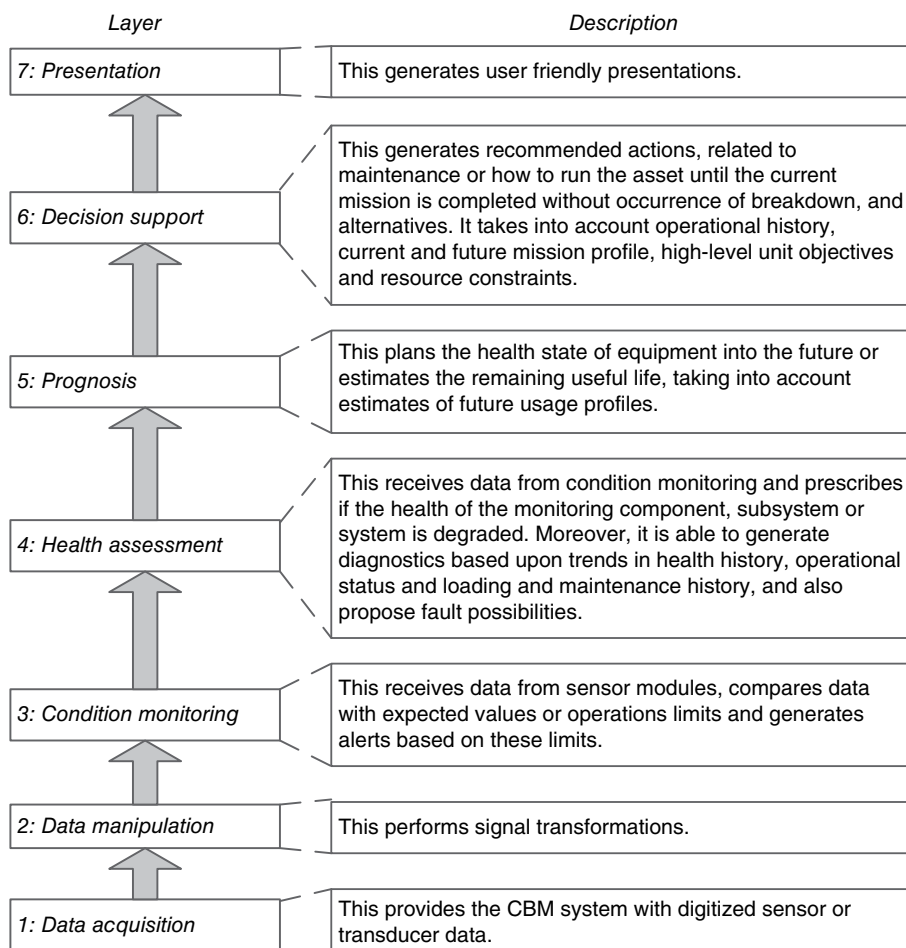 Layer
Description
7: Presentation
This generates user friendly presentations.
6: Decision support
This generates recommended actions, related to
maintenance or how to run the asset until the current
mission is completed without occurrence of breakdown, and
alternatives. It takes into account operational history,
current and future mission profile, high-level unit objectives
and resource constraints.
5: Prognosis
This plans the health state of equipment into the future or
estimates the remaining useful life, taking into account
estimates of future usage profiles.
4: Health assessment
This receives data from condition monitoring and prescribes
if the health of the monitoring component, subsystem or
system is degraded. Moreover, it is able to generate
diagnostics based upon trends in health history, operational
status and loading and maintenance history, and also
propose fault possibilities.
3: Condition monitoring
This receives data from sensor modules, compares data
with expected values or operations limits and generates
alerts based on these limits.
2: Data manipulation
This performs signal transformations.
1: Data acquisition
This provides the CBM system with digitized sensor or
transducer data.